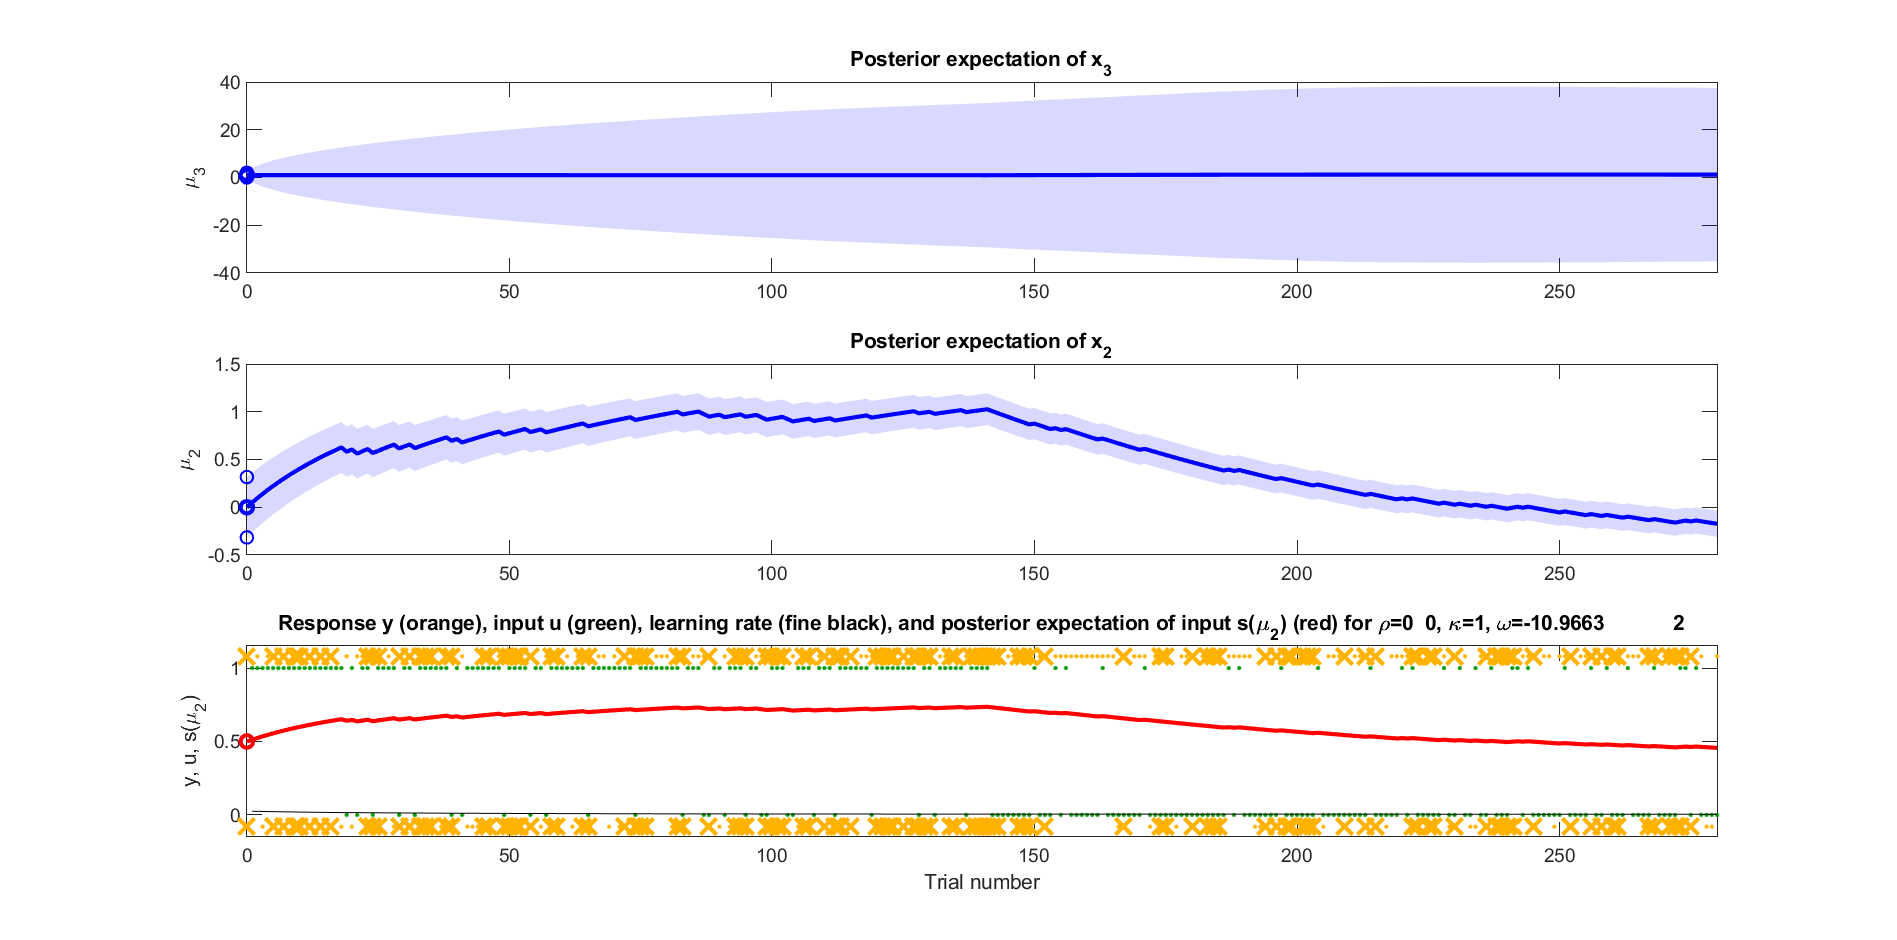 Posterior expectation of x3
40
20
0
-20
-40
μ3
0 50 100 150 200 250
Posterior expectation of x2
1.5
1
0.5
0
-0.5
μ2
0 50 100 150 200 250
Response y (orange), input u (green), learning rate (fine black), and posterior expectation of input s(μ2) (red) for ρ=0 0, κ=1, ω=-10.9663 2
1
0.5
0
y, u, s(μ2)
0 50 100 150 200 250
Trial number